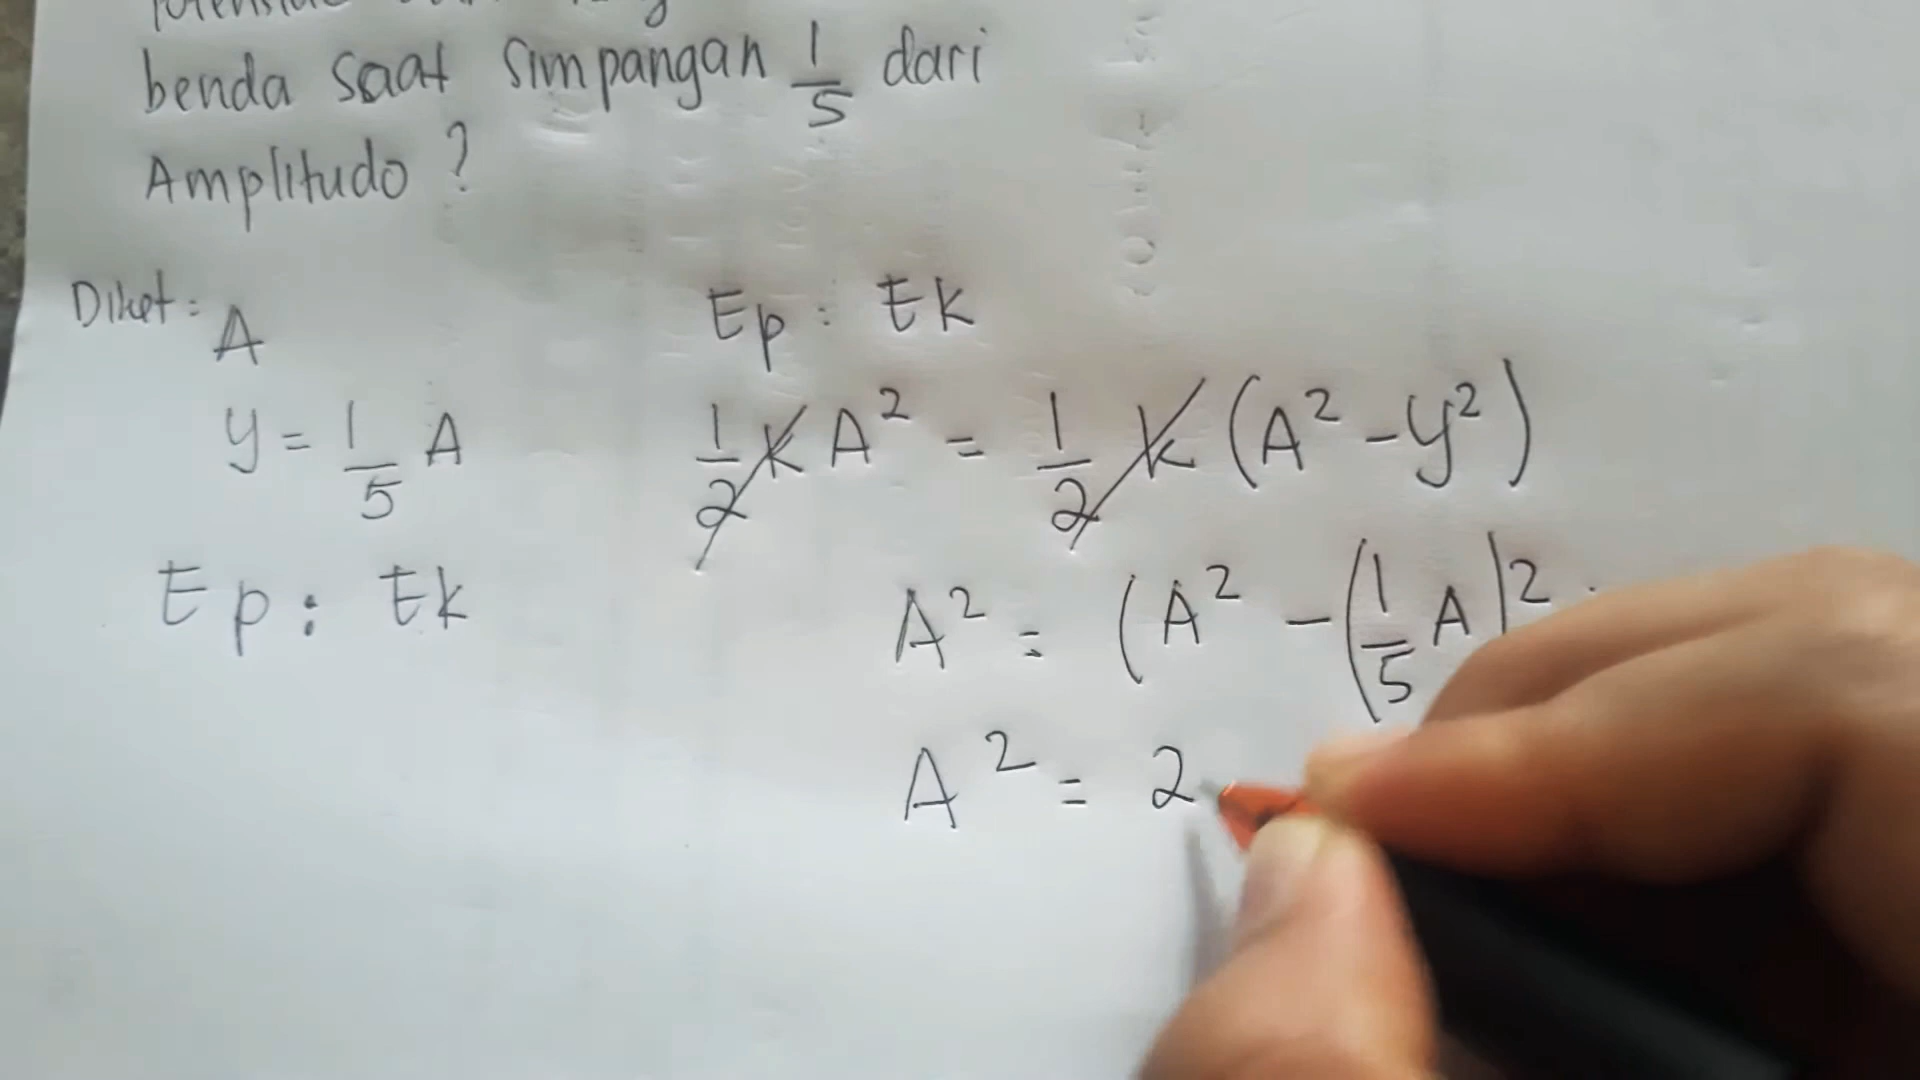 benda saat simpangan 1/5 dari
Amplitudo ?
Diket : A
y = 1/5 A
Ep : Ek
Ep : Ek
1/2 K A² = 1/2 k (A² - y²)
A² = (A² - (1/5 A)²
A² = 2